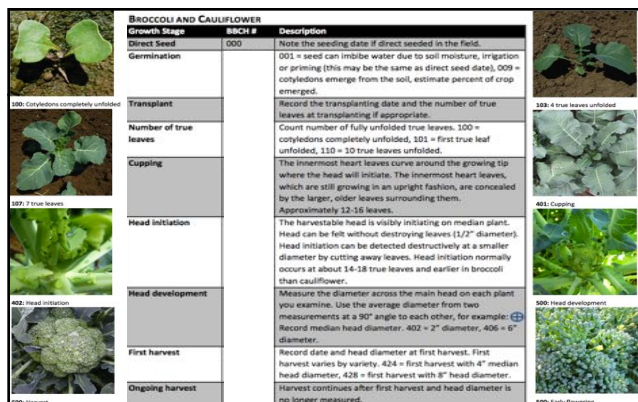 BROCCOLI AND CAULIFLOWER
Growth Stage BBCH # Description
Direct Seed 000 Note the seeding date if direct seeded in the field.
Germination 001 = seed can imbibe water due to soil moisture, irrigation
or priming (this may be the same as direct seed date), 009 =
cotyledons emerge from the soil, estimate percent of crop
emerged.
Transplant Record the transplanting date and the number of true
leaves at transplanting if appropriate.
Number of true leaves Count number of fully unfolded true leaves. 100 =
cotyledons completely unfolded, 101 = first true leaf
unfolded, 110 = 10 true leaves unfolded.
Cupping The innermost heart leaves curve around the growing tip
where the head will initiate. The innermost heart leaves,
which are still growing in an upright fashion, are concealed
by the larger, older leaves surrounding them.
Approximately 12-16 leaves.
Head initiation The harvestable head is visibly initiating on median plant.
Head can be felt without destroying leaves (1/2" diameter).
Head initiation can be detected destructively at a smaller
diameter by cutting away leaves. Head initiation normally
occurs at about 14-18 true leaves and earlier in broccoli
than cauliflower.
Head development Measure the diameter across the main head on each plant
you examine. Use the average diameter from two
measurements at a 90° angle to each other, for example:
Record median head diameter. 402 = 2" diameter, 406 = 6"
diameter.
First harvest Record date and head diameter at first harvest. First
harvest varies by variety. 424 = first harvest with 4" median
head diameter, 428 = first harvest with 8" head diameter.
Ongoing harvest Harvest continues after first harvest and head diameter is
no longer measured.
100: Cotyledons completely unfolded
107: 7 true leaves
402: Head initiation
103: 4 true leaves unfolded
401: Cupping
500: Head development